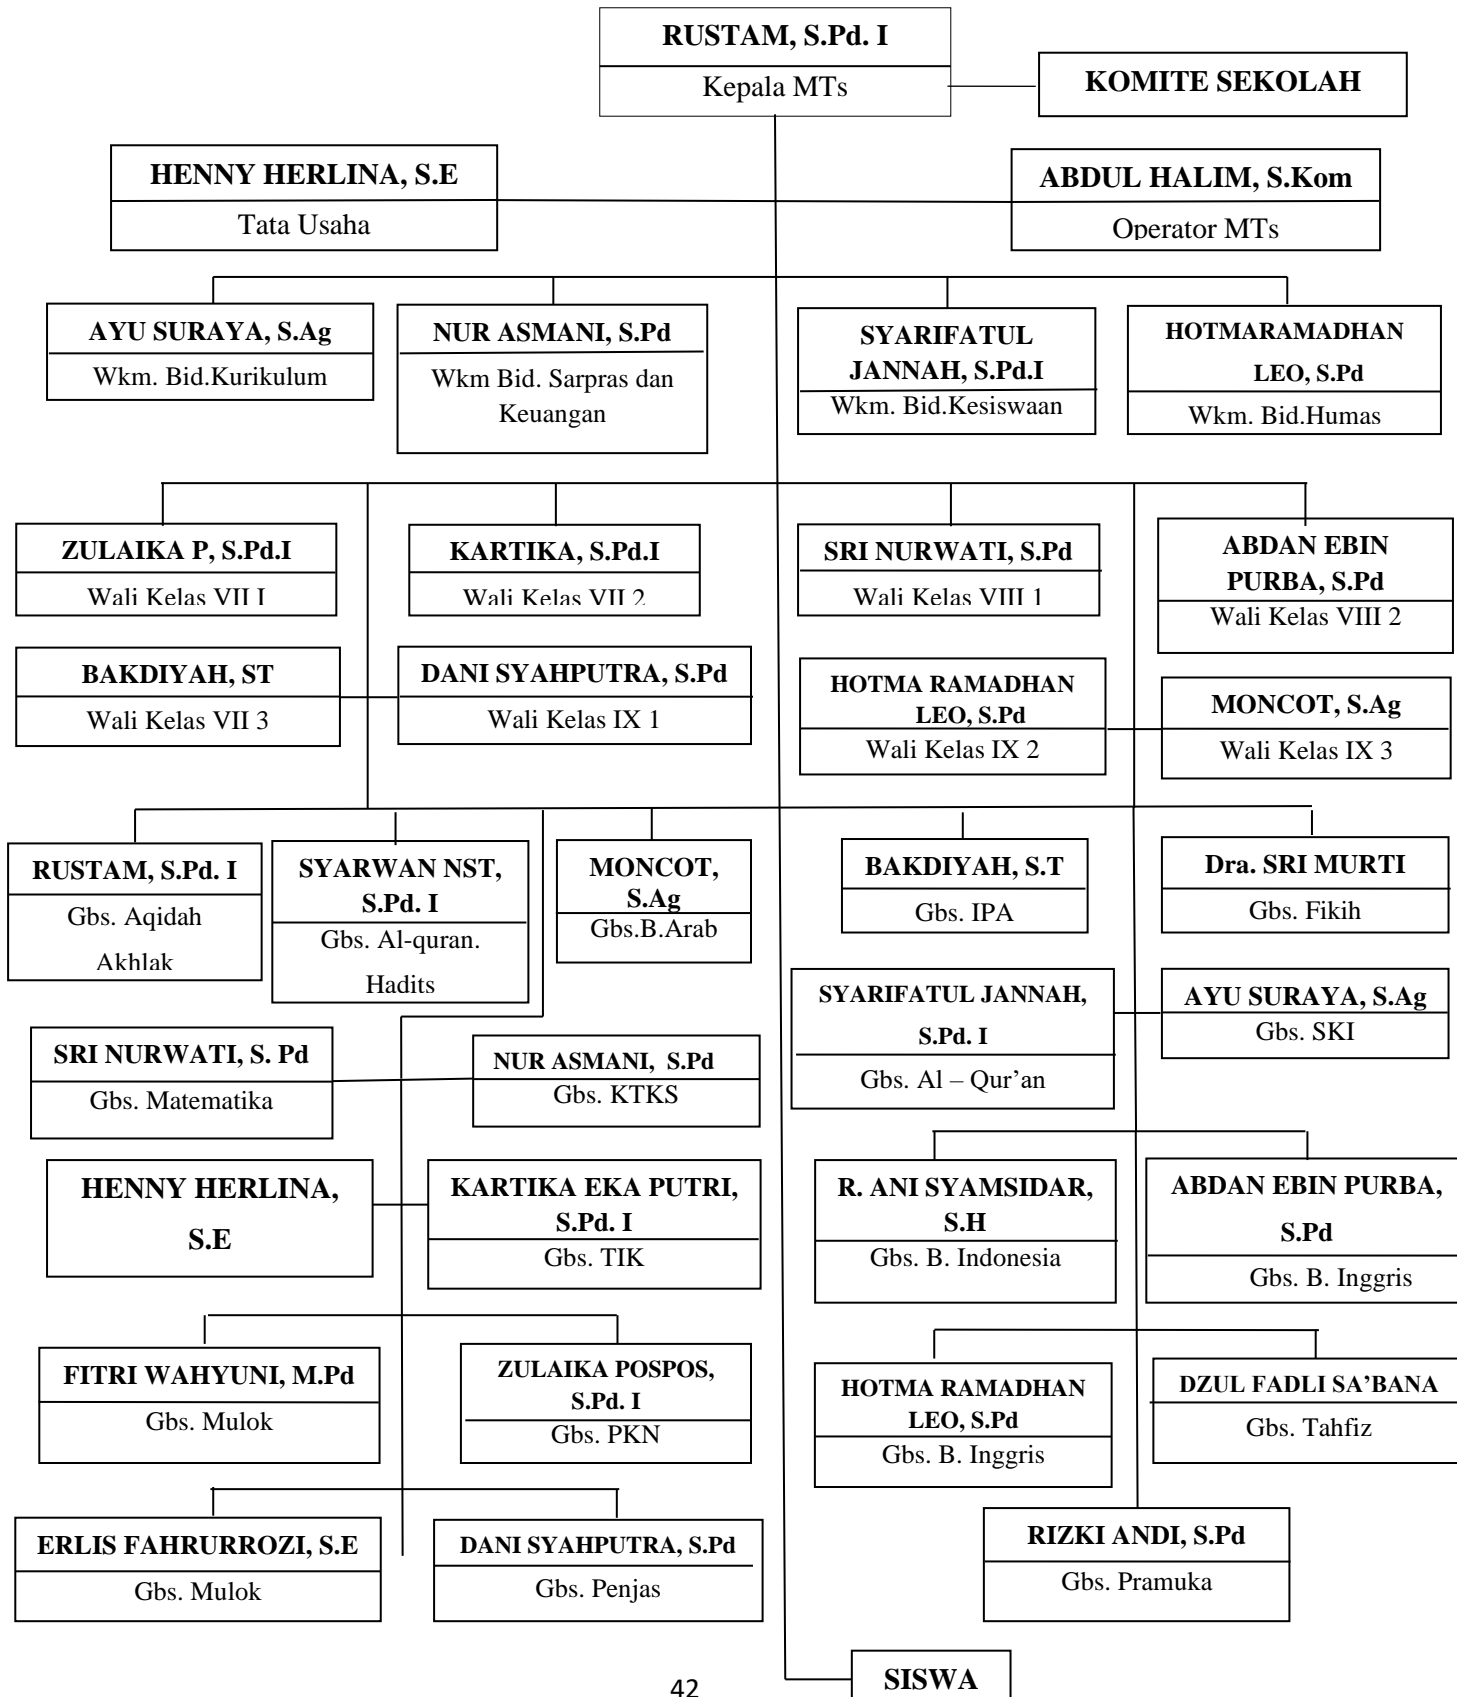 RUSTAM, S.Pd. I
Kepala MTs
KOMITE SEKOLAH
HENNY HERLINA, S.E
Tata Usaha
ABDUL HALIM, S.Kom
Operator MTs
AYU SURAYA, S.Ag
Wkm. Bid.Kurikulum
NUR ASMANI, S.Pd
Wkm Bid. Sarpras dan
Keuangan
SYARIFATUL
JANNAH, S.Pd.I
Wkm. Bid.Kesiswaan
HOTMARAMADHAN
LEO, S.Pd
Wkm. Bid.Humas
ZULAIKA P, S.Pd.I
Wali Kelas VII I
KARTIKA, S.Pd.I
Wali Kelas VII 2
SRI NURWATI, S.Pd
Wali Kelas VIII 1
ABDAN EBIN
PURBA, S.Pd
Wali Kelas VIII 2
BAKDIYAH, ST
Wali Kelas VII 3
DANI SYAHPUTRA, S.Pd
Wali Kelas IX 1
HOTMA RAMADHAN
LEO, S.Pd
Wali Kelas IX 2
MONCOT, S.Ag
Wali Kelas IX 3
RUSTAM, S.Pd. I
Gbs. Aqidah
Akhlak
SYARWAN NST,
S.Pd. I
Gbs. Al-quran.
Hadits
MONCOT,
S.Ag
Gbs.B.Arab
BAKDIYAH, S.T
Gbs. IPA
Dra. SRI MURTI
Gbs. Fikih
SYARIFATUL JANNAH,
S.Pd. I
Gbs. Al – Qur’an
AYU SURAYA, S.Ag
Gbs. SKI
SRI NURWATI, S. Pd
Gbs. Matematika
NUR ASMANI, S.Pd
Gbs. KTKS
HENNY HERLINA,
S.E
KARTIKA EKA PUTRI,
S.Pd. I
Gbs. TIK
R. ANI SYAMSIDAR,
S.H
Gbs. B. Indonesia
ABDAN EBIN PURBA,
S.Pd
Gbs. B. Inggris
FITRI WAHYUNI, M.Pd
Gbs. Mulok
ZULAIKA POSPOS,
S.Pd. I
Gbs. PKN
HOTMA RAMADHAN
LEO, S.Pd
Gbs. B. Inggris
DZUL FADLI SA’BANA
Gbs. Tahfiz
ERLIS FAHRURROZI, S.E
Gbs. Mulok
DANI SYAHPUTRA, S.Pd
Gbs. Penjas
RIZKI ANDI, S.Pd
Gbs. Pramuka
SISWA
42